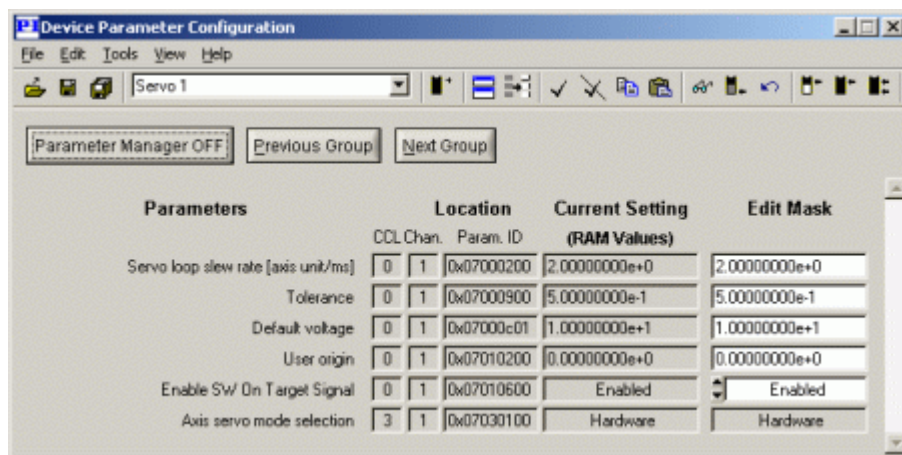 PI Device Parameter Configuration
File Edit Tools View Help
Servo 1
Parameter Manager OFF Previous Group Next Group
Parameters Location Current Setting Edit Mask
CCL Chan. Param. ID (RAM Values)
Servo loop slew rate [axis unit/ms] 0 1 0x07000200 2.00000000e+0 2.00000000e+0
Tolerance 0 1 0x07000900 5.00000000e-1 5.00000000e-1
Default voltage 0 1 0x07000c01 1.00000000e+1 1.00000000e+1
User origin 0 1 0x07010200 0.00000000e+0 0.00000000e+0
Enable SW On Target Signal 0 1 0x07010600 Enabled Enabled
Axis servo mode selection 3 1 0x07030100 Hardware Hardware